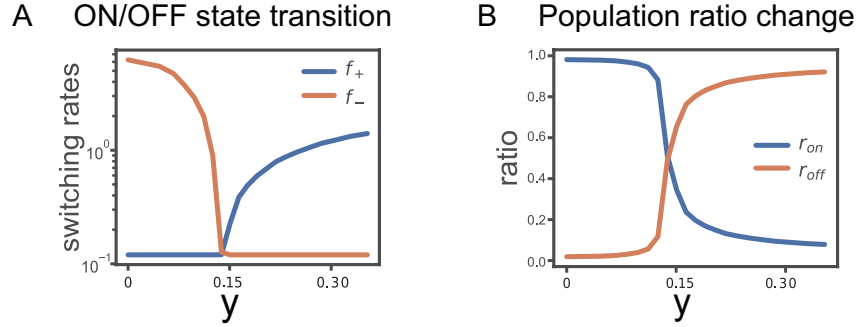 A ON/OFF state transition
switching rates
10⁰
10⁻¹
f₊
f₋
0 0.15 0.30
y
B Population ratio change
ratio
1.0
0.8
0.6
0.4
0.2
0.0
r_on
r_off
0 0.15 0.30
y